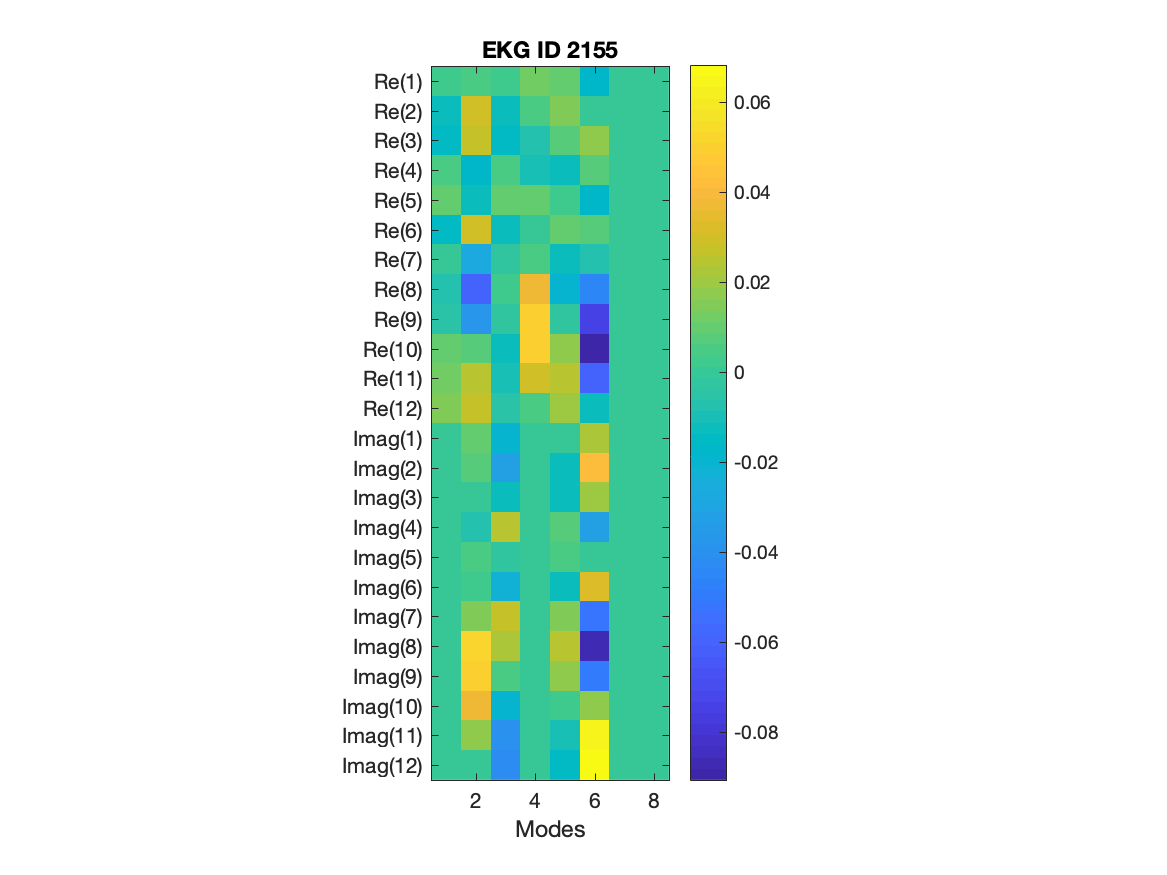 EKG ID 2155
Re(1)
Re(2)
Re(3)
Re(4)
Re(5)
Re(6)
Re(7)
Re(8)
Re(9)
Re(10)
Re(11)
Re(12)
Imag(1)
Imag(2)
Imag(3)
Imag(4)
Imag(5)
Imag(6)
Imag(7)
Imag(8)
Imag(9)
Imag(10)
Imag(11)
Imag(12)
2 4 6 8
Modes
0.06
0.04
0.02
0
-0.02
-0.04
-0.06
-0.08